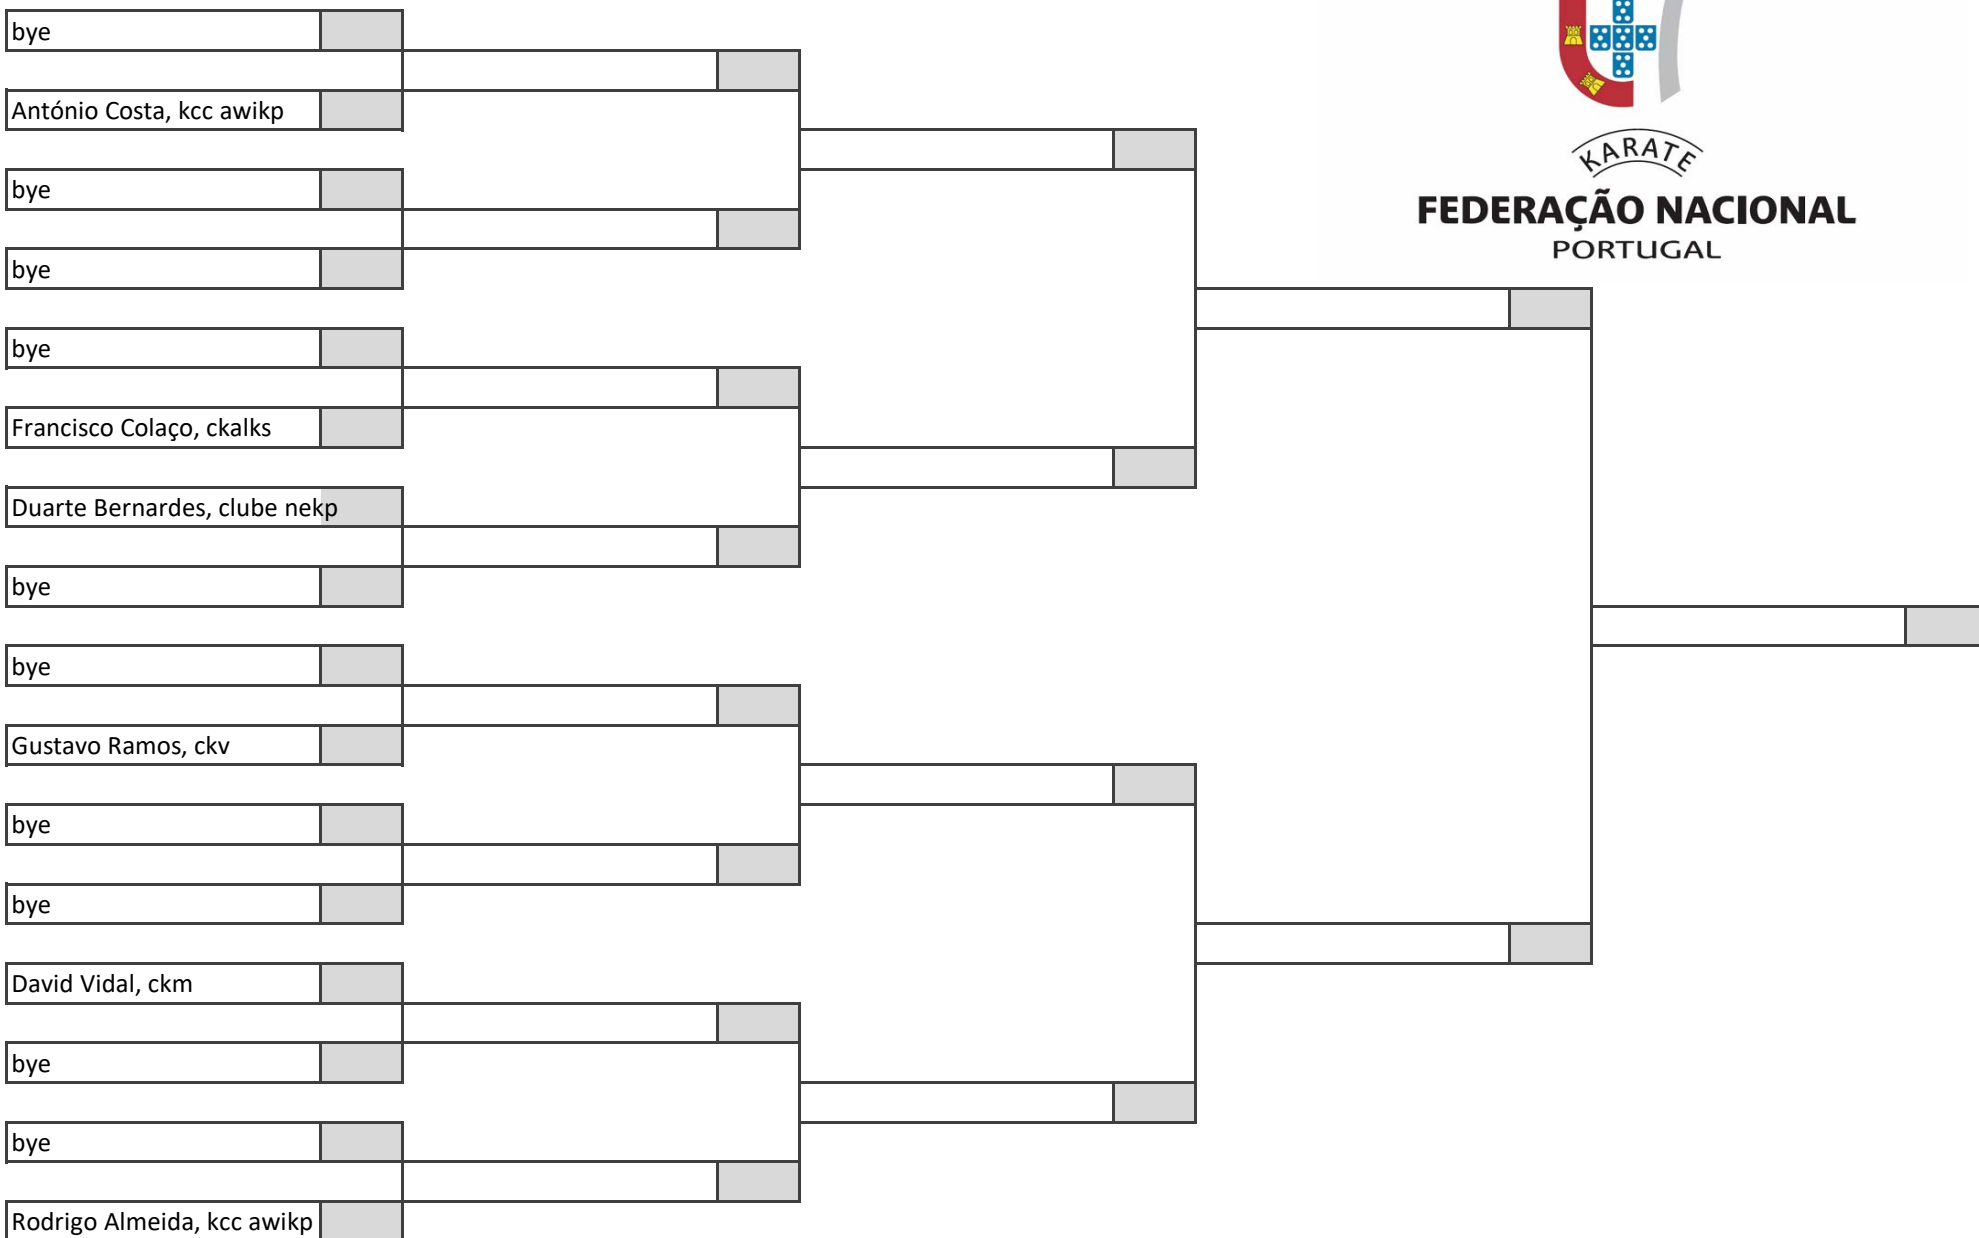 bye
António Costa, kcc awikp
bye
bye
bye
Francisco Colaço, ckalks
Duarte Bernardes, clube nekp
bye
bye
Gustavo Ramos, ckv
bye
bye
David Vidal, ckm
bye
bye
Rodrigo Almeida, kcc awikp
KARATE
FEDERAÇÃO NACIONAL
PORTUGAL